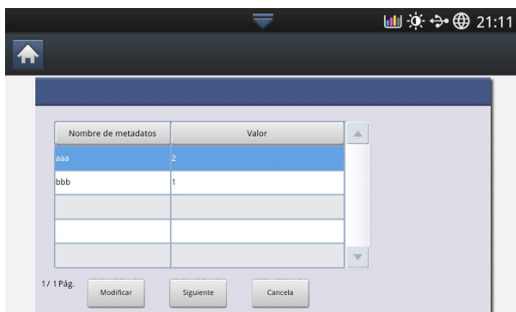 21:11
Nombre de metadatos Valor
aaa 2
bbb 1
1/ 1 Pág.
Modificar Siguiente Cancela